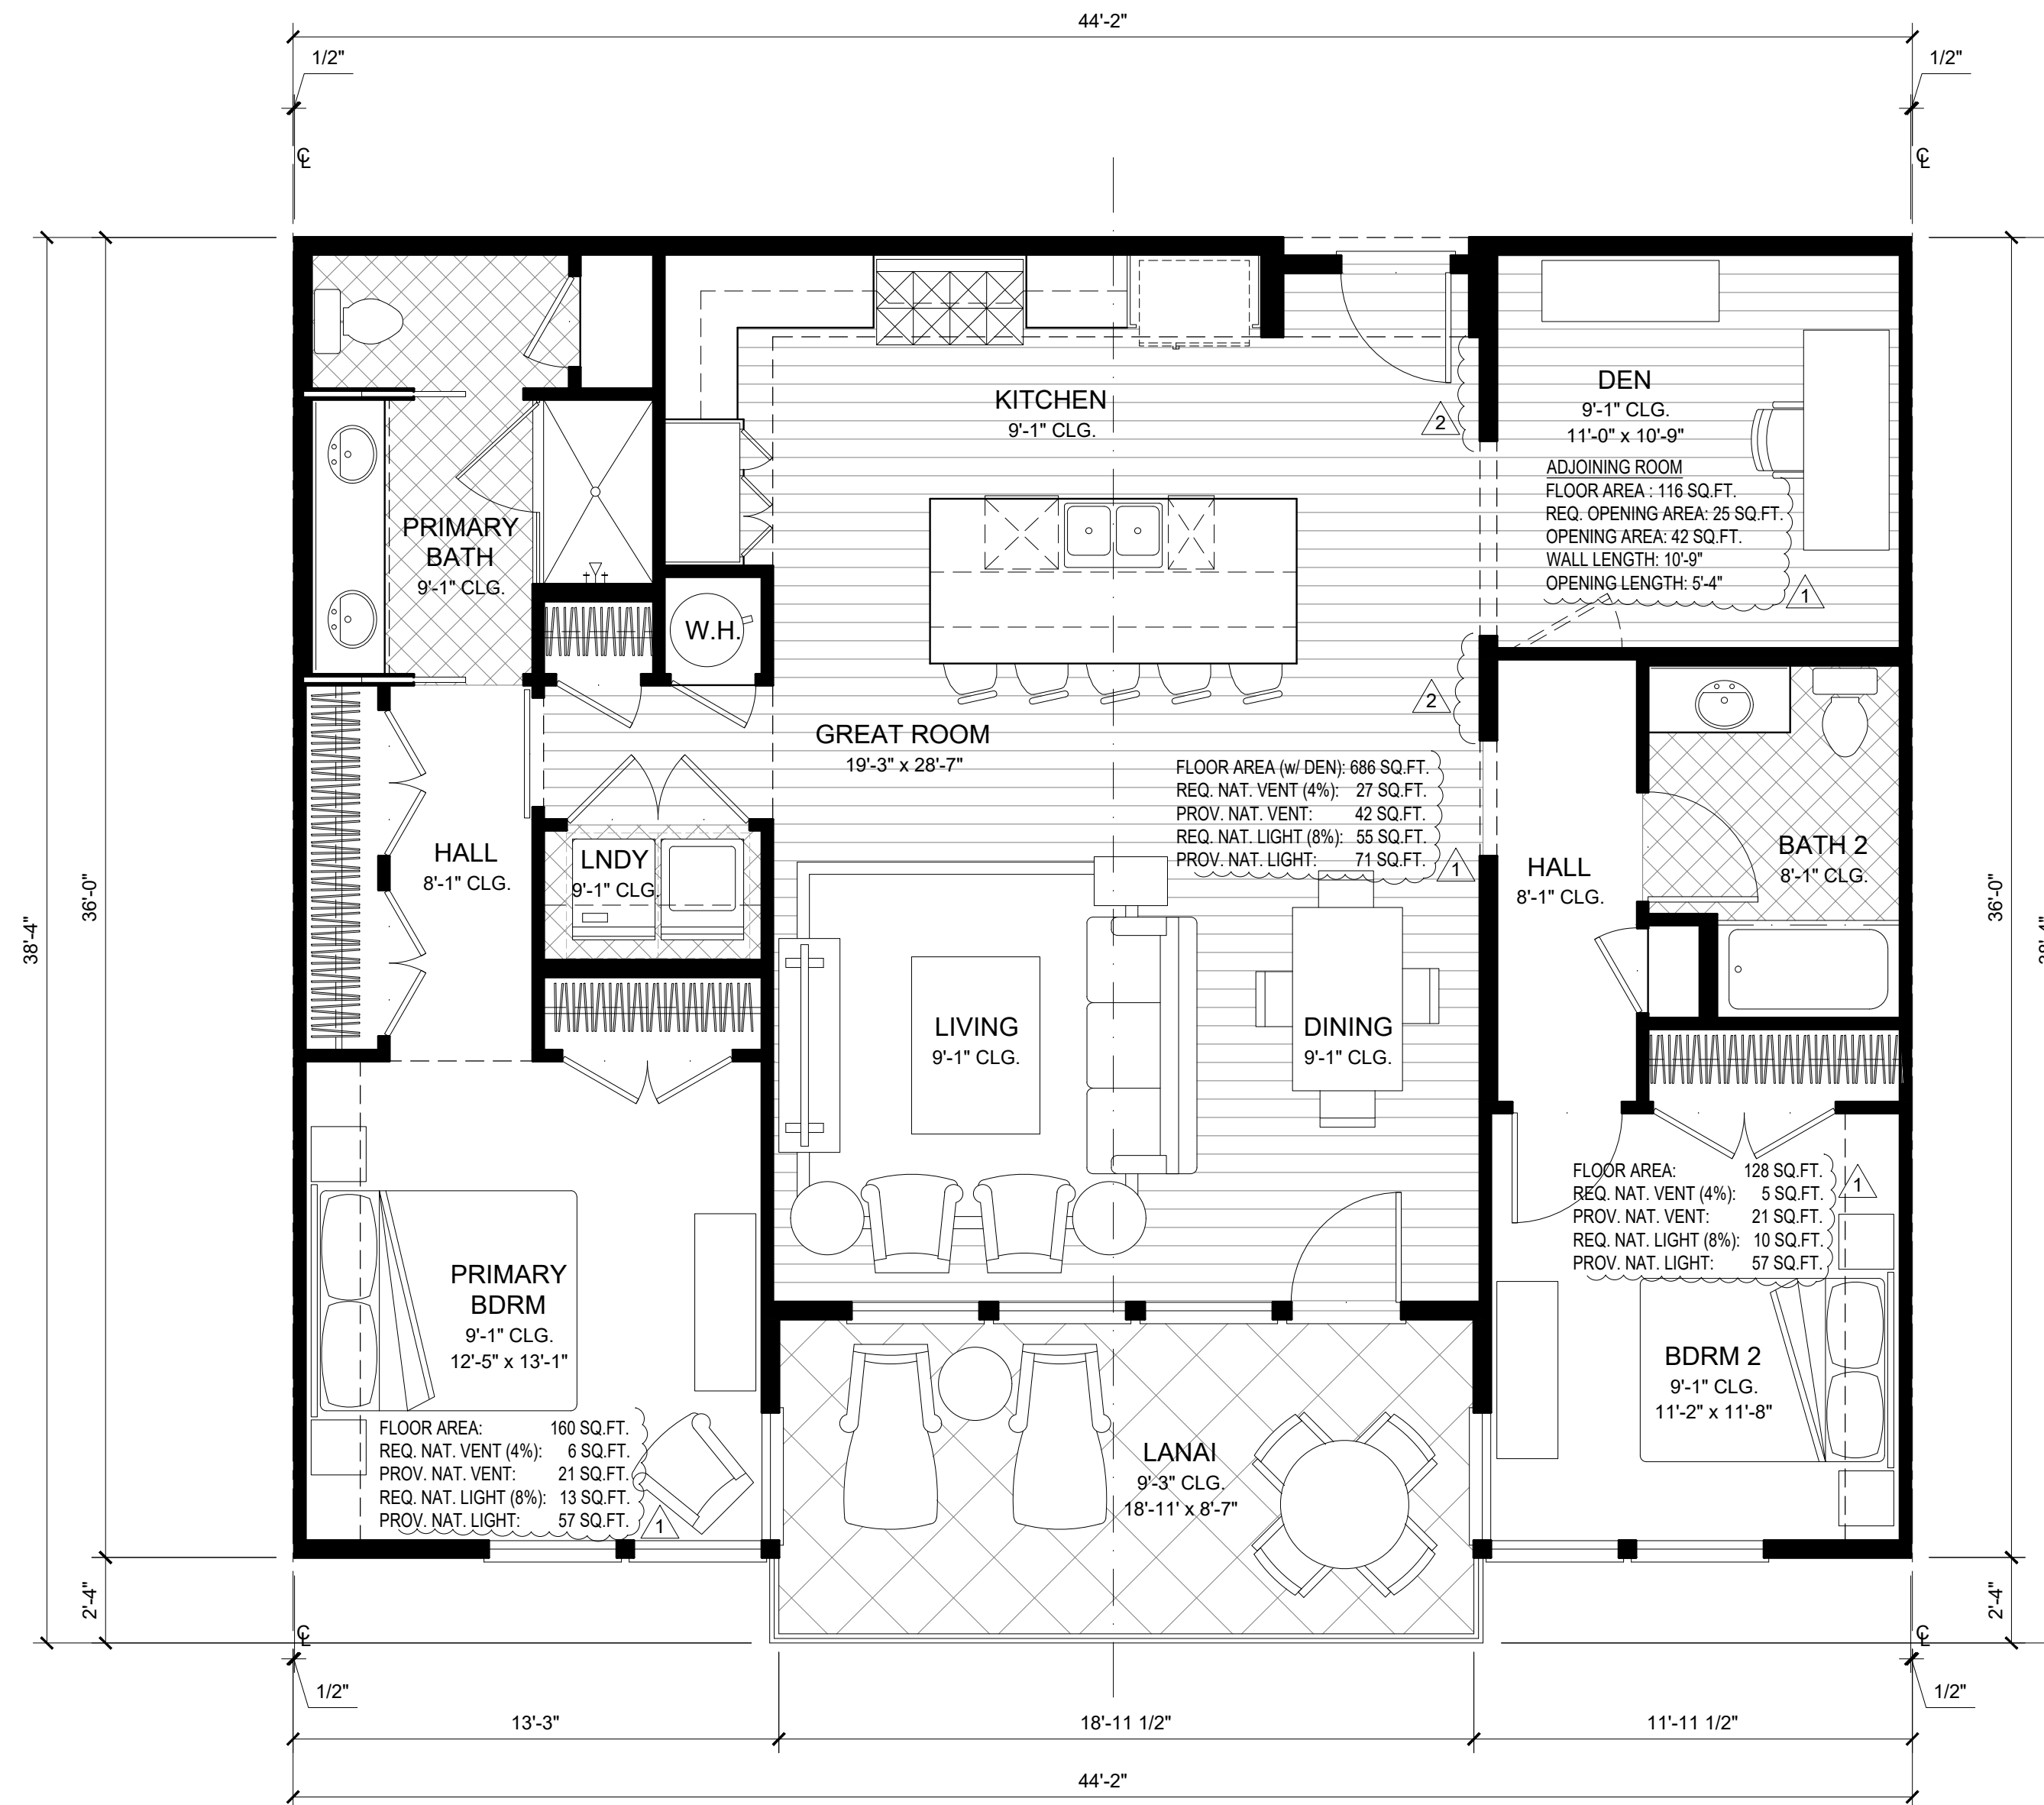 44'-2"
1/2"
1/2"
℄
℄
KITCHEN
9'-1" CLG.
2
DEN
9'-1" CLG.
11'-0" x 10'-9"
ADJOINING ROOM
FLOOR AREA : 116 SQ.FT.
REQ. OPENING AREA: 25 SQ.FT.
OPENING AREA: 42 SQ.FT.
WALL LENGTH: 10'-9"
OPENING LENGTH: 5'-4"
1
PRIMARY
BATH
9'-1" CLG.
W.H.
2
GREAT ROOM
19'-3" x 28'-7"
FLOOR AREA (w/ DEN): 686 SQ.FT.
REQ. NAT. VENT (4%): 27 SQ.FT.
PROV. NAT. VENT: 42 SQ.FT.
REQ. NAT. LIGHT (8%): 55 SQ.FT.
PROV. NAT. LIGHT: 71 SQ.FT.
1
HALL
8'-1" CLG.
LNDY
9'-1" CLG.
HALL
8'-1" CLG.
BATH 2
8'-1" CLG.
38'-4"
36'-0"
36'-0"
LIVING
9'-1" CLG.
DINING
9'-1" CLG.
FLOOR AREA: 128 SQ.FT.
REQ. NAT. VENT (4%): 5 SQ.FT.
PROV. NAT. VENT: 21 SQ.FT.
REQ. NAT. LIGHT (8%): 10 SQ.FT.
PROV. NAT. LIGHT: 57 SQ.FT.
1
PRIMARY
BDRM
9'-1" CLG.
12'-5" x 13'-1"
FLOOR AREA: 160 SQ.FT.
REQ. NAT. VENT (4%): 6 SQ.FT.
PROV. NAT. VENT: 21 SQ.FT.
REQ. NAT. LIGHT (8%): 13 SQ.FT.
PROV. NAT. LIGHT: 57 SQ.FT.
1
BDRM 2
9'-1" CLG.
11'-2" x 11'-8"
LANAI
9'-3" CLG.
18'-11' x 8'-7"
2'-4"
2'-4"
℄
℄
1/2"
1/2"
13'-3"
18'-11 1/2"
11'-11 1/2"
44'-2"